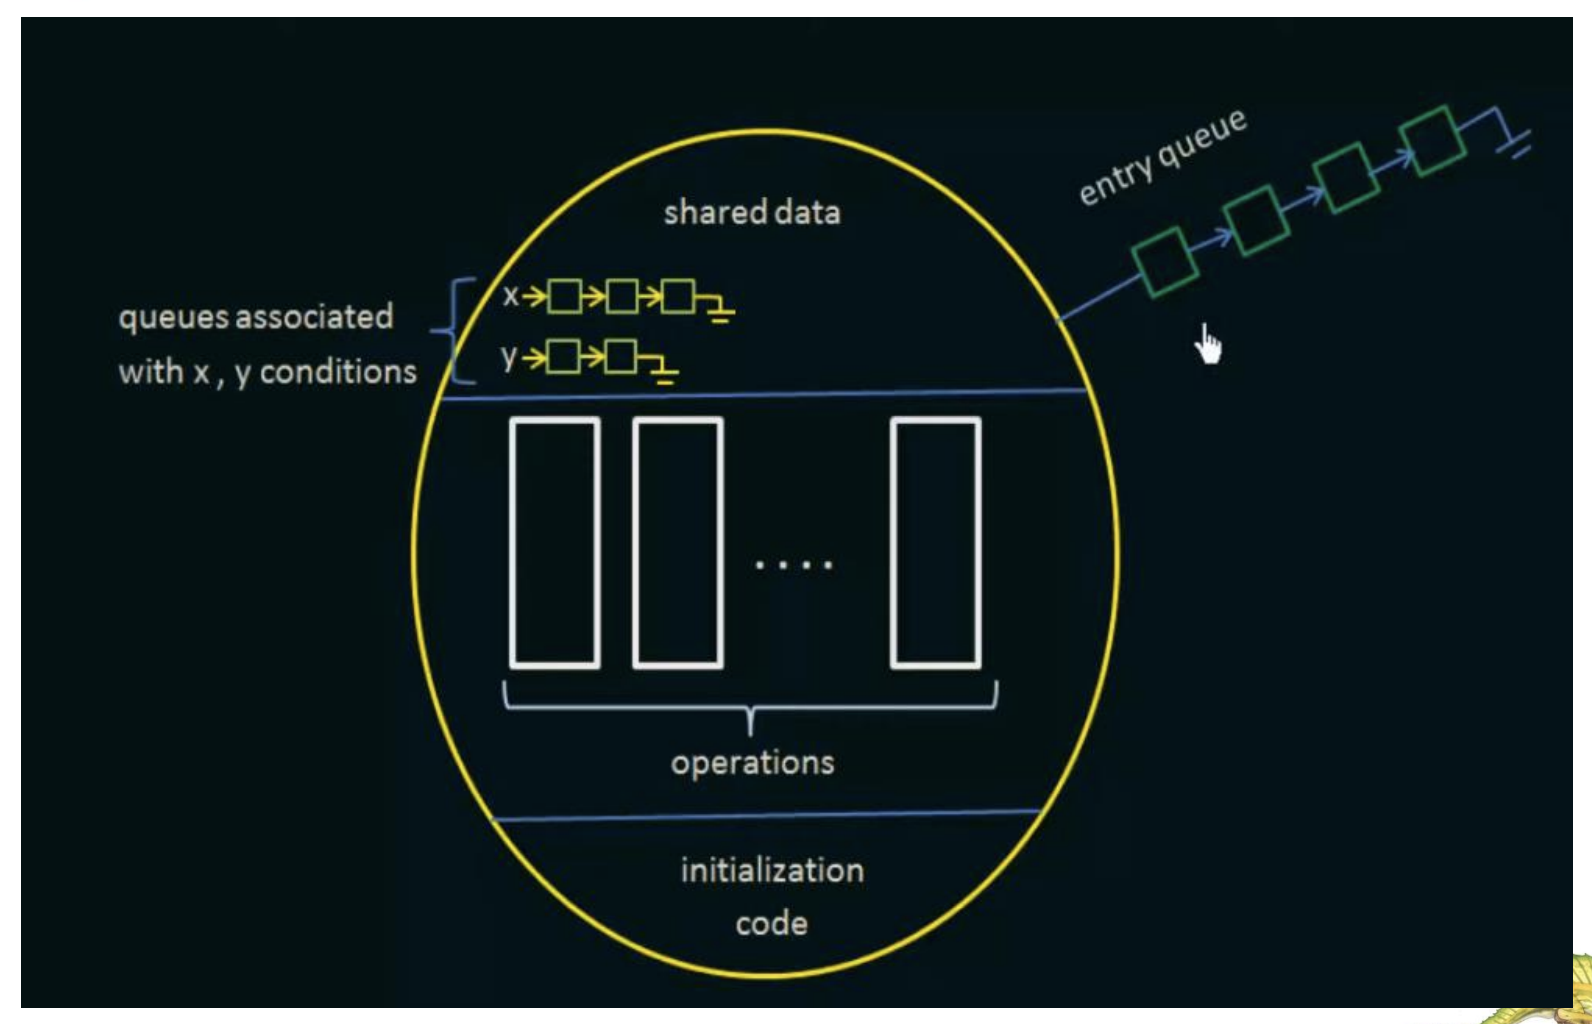 entry queue
shared data
queues associated
with x , y conditions
x
y
. . . .
operations
initialization
code